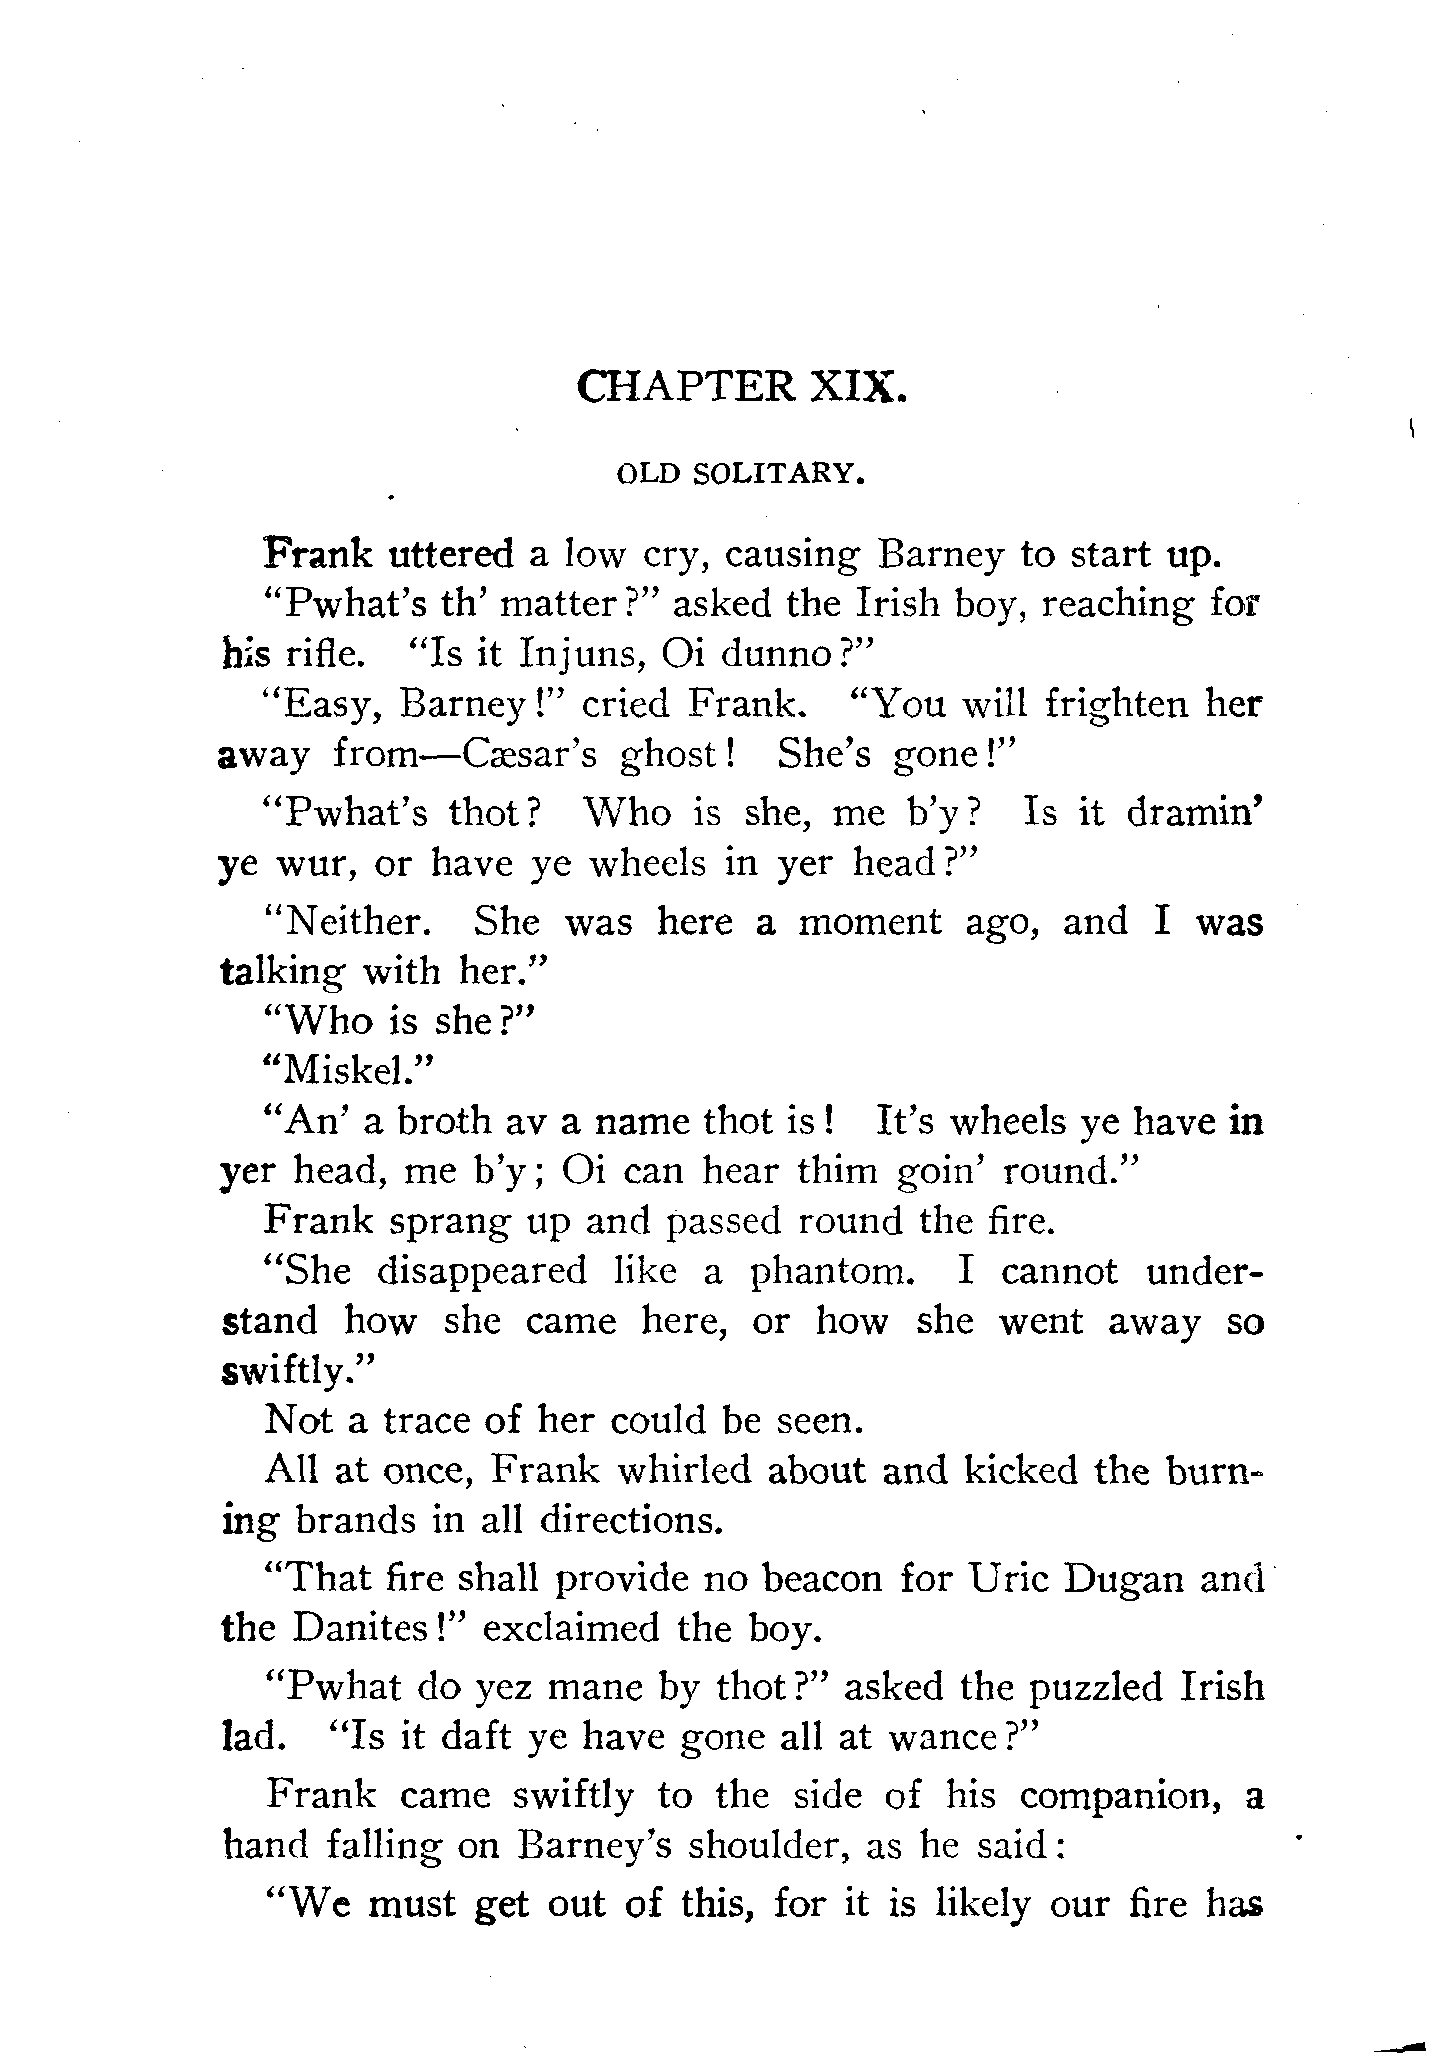 CHAPTER XIX.
OLD SOLITARY.
Frank uttered a low cry, causing Barney to start up.
“Pwhat's th' matter?” asked the Irish boy, reaching for
his rifle. “Is it Injuns, Oi dunno?”
“Easy, Barney!” cried Frank. “You will frighten her
away from—Cæsar's ghost! She's gone!”
“Pwhat's thot? Who is she, me b'y? Is it dramin'
ye wur, or have ye wheels in yer head?”
“Neither. She was here a moment ago, and I was
talking with her.”
“Who is she?”
“Miskel.”
“An' a broth av a name thot is! It's wheels ye have in
yer head, me b'y; Oi can hear thim goin' round.”
Frank sprang up and passed round the fire.
“She disappeared like a phantom. I cannot under-
stand how she came here, or how she went away so
swiftly.”
Not a trace of her could be seen.
All at once, Frank whirled about and kicked the burn-
ing brands in all directions.
“That fire shall provide no beacon for Uric Dugan and
the Danites!” exclaimed the boy.
“Pwhat do yez mane by thot?” asked the puzzled Irish
lad. “Is it daft ye have gone all at wance?”
Frank came swiftly to the side of his companion, a
hand falling on Barney's shoulder, as he said:
“We must get out of this, for it is likely our fire has